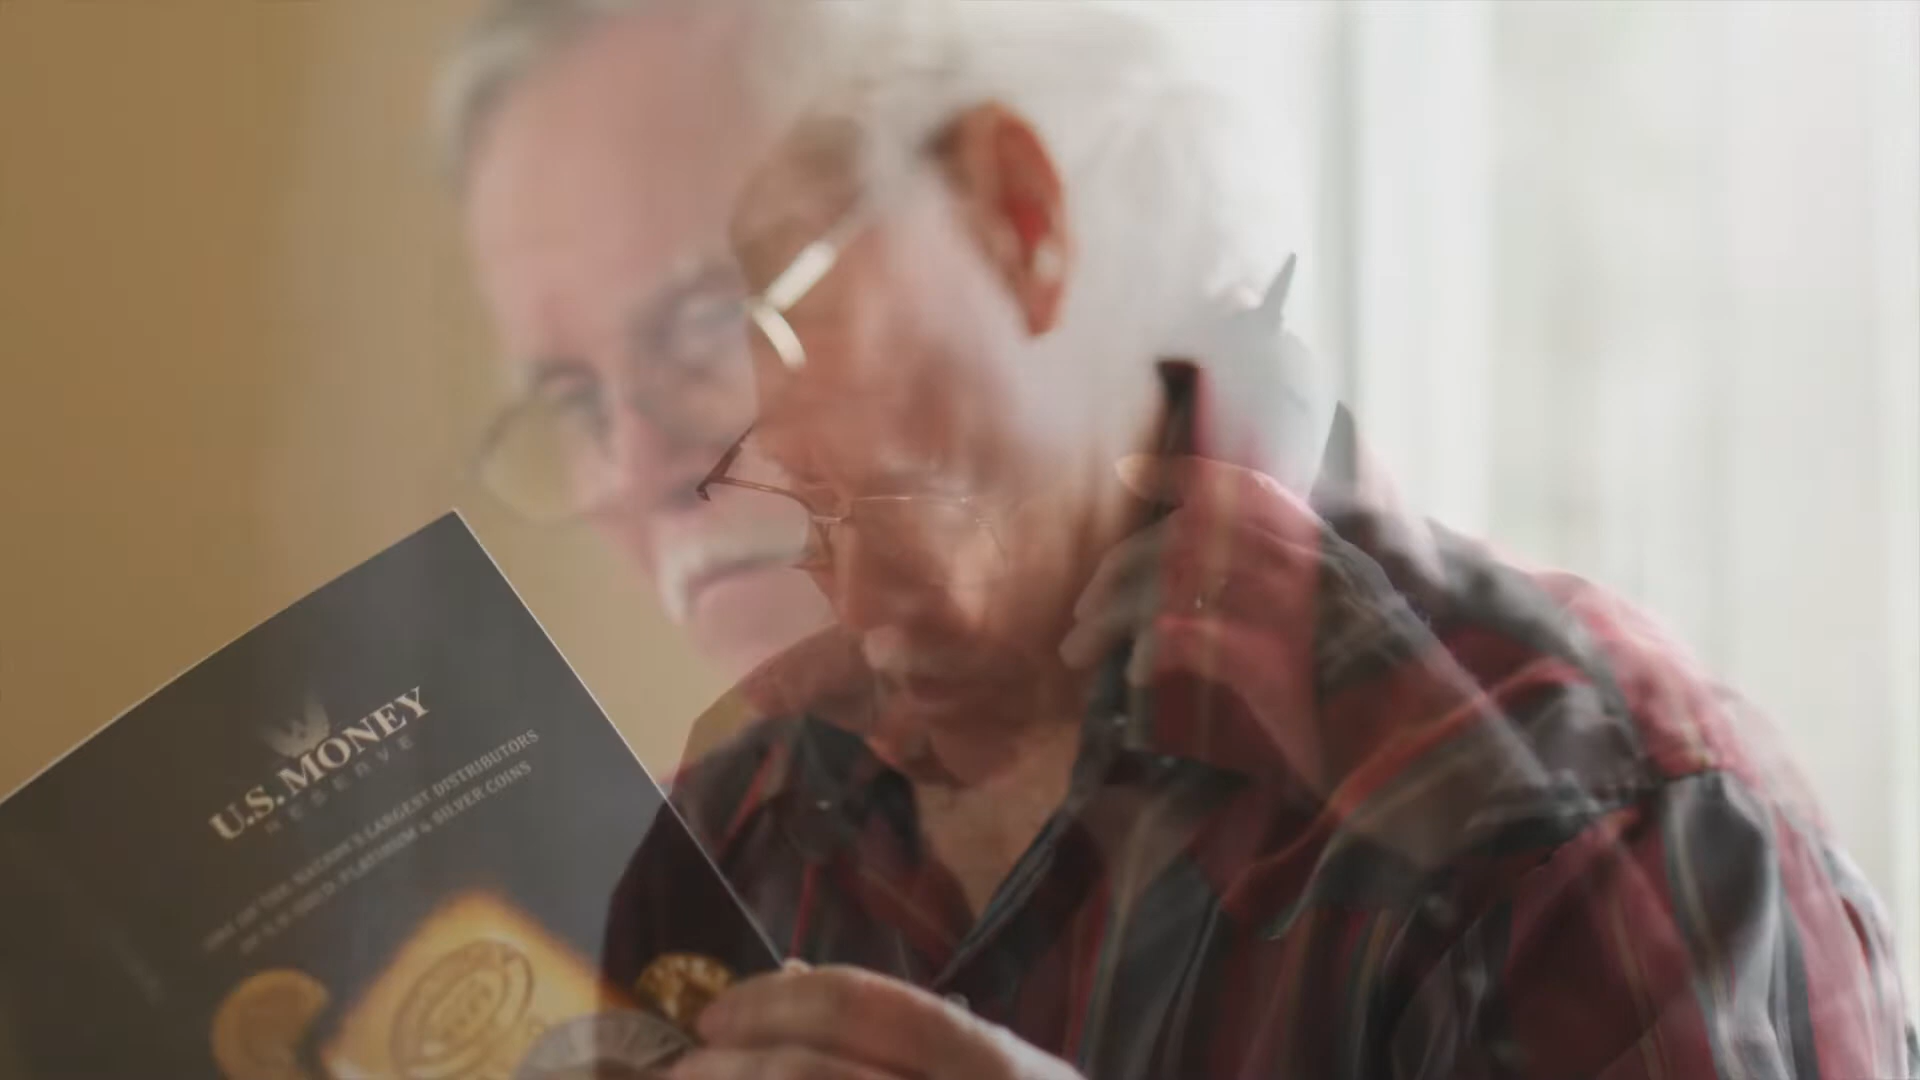 U.S. MONEY
RESERVE
ONE OF THE NATION'S LARGEST DISTRIBUTORS
OF U.S. GOLD, PLATINUM & SILVER COINS